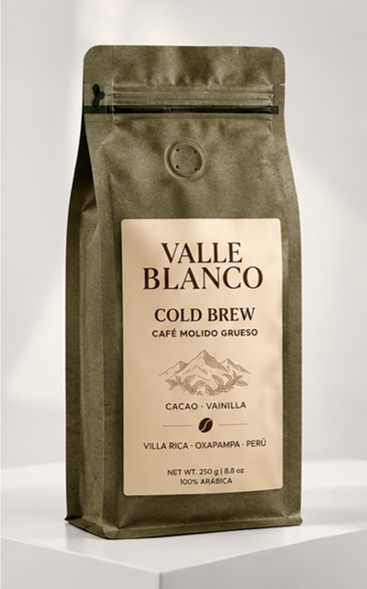 VALLE
BLANCO
COLD BREW
CAFÉ MOLIDO GRUESO
CACAO · VAINILLA
VILLA RICA · OXAPAMPA · PERÚ
NET WT. 250 g | 8.8 oz
100% ARÁBICA